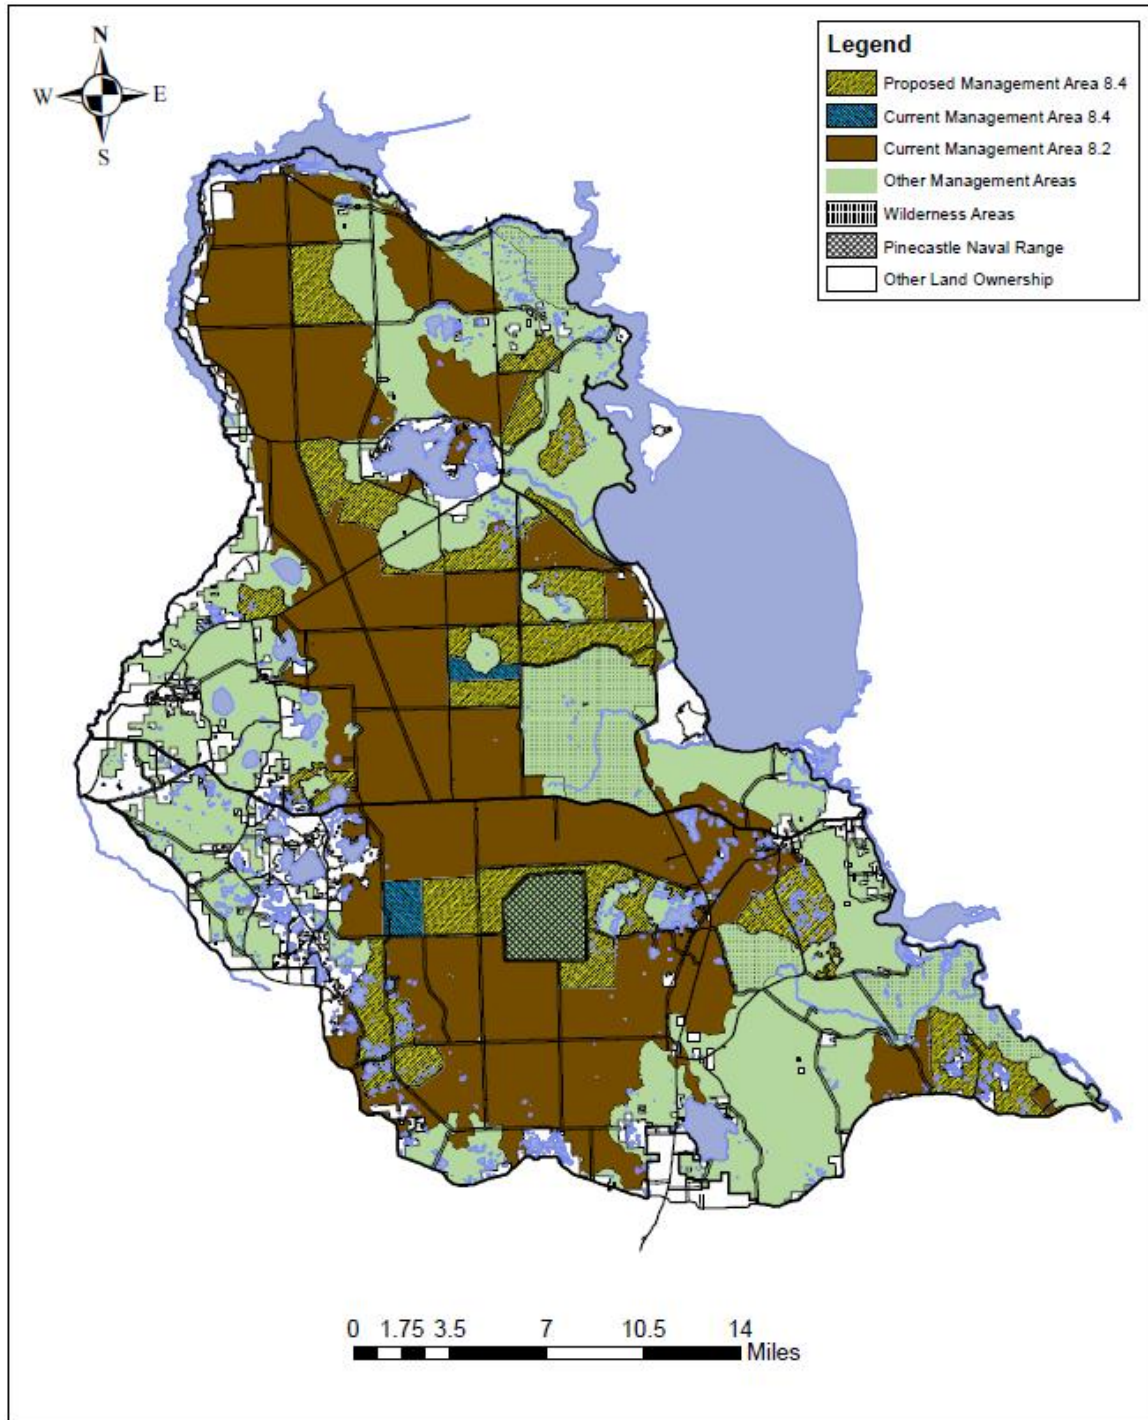 N
W E
S
Legend
Proposed Management Area 8.4
Current Management Area 8.4
Current Management Area 8.2
Other Management Areas
Wilderness Areas
Pinecastle Naval Range
Other Land Ownership
0 1.75 3.5 7 10.5 14
Miles